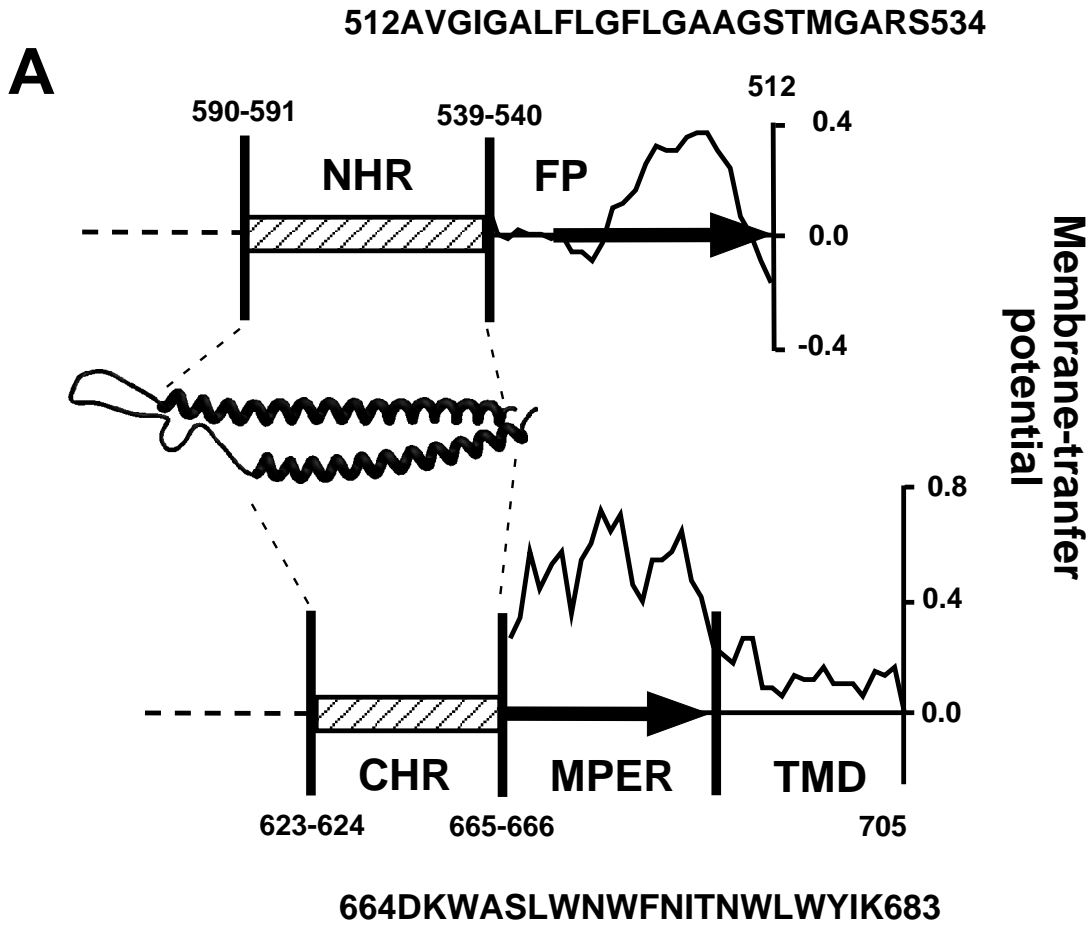 512AVGIGALFLGFLGAAGSTMGARS534
A
512
590-591
539-540
0.4
NHR
FP
0.0
-0.4
Membrane-tranfer
potential
0.8
0.4
0.0
CHR
MPER
TMD
623-624
665-666
705
664DKWASLWNWFNITNWLWYIK683